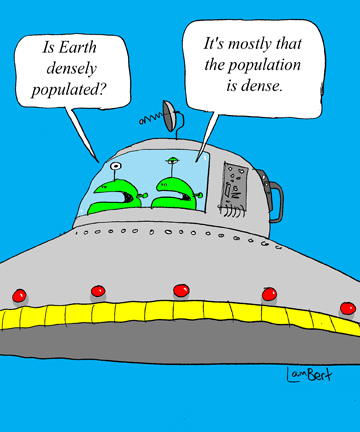 Is Earth
densely
populated?
It's mostly that
the population
is dense.
LamBert